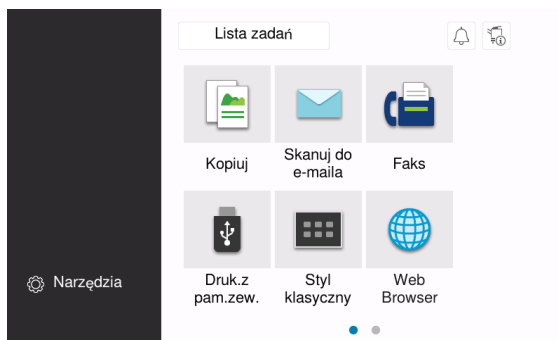 Lista zadań
Kopiuj
Skanuj do
e-maila
Faks
Druk.z
pam.zew.
Styl
klasyczny
Web
Browser
Narzędzia